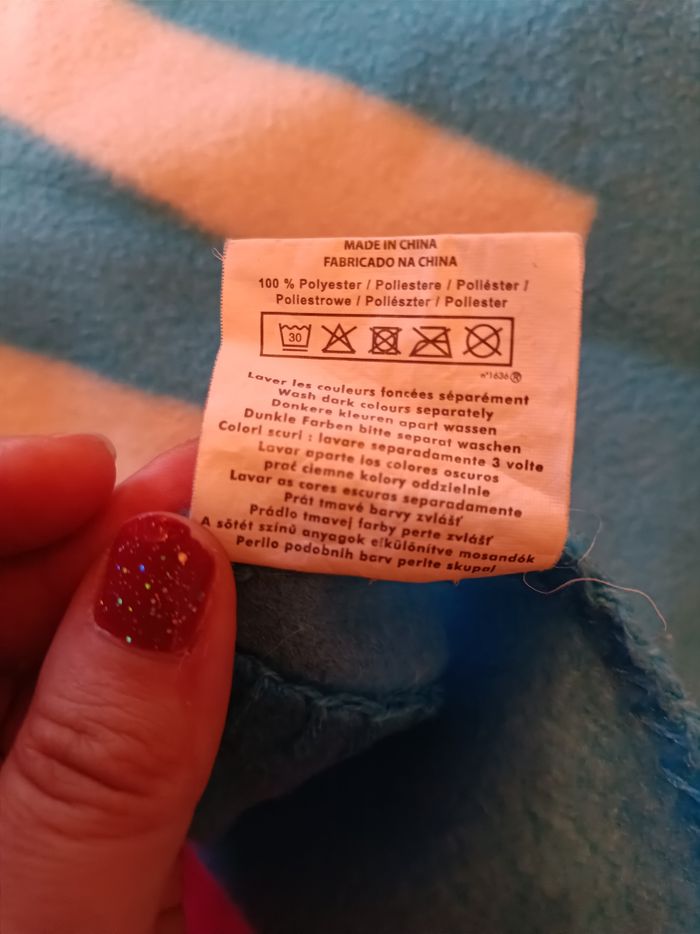 MADE IN CHINA
FABRICADO NA CHINA
100 % Polyester / Poliestere / Poliéster /
Poliestrowe / Poliészter / Poliester
30
n°1636 ®
Laver les couleurs foncées séparément
Wash dark colours separately
Donkere kleuren apart wassen
Dunkle Farben bitte separat waschen
Colori scuri : lavare separadamente 3 volte
Lavar aparte los colores oscuros
prać ciemne kolory oddzielnie
Lavar as cores escuras separadamente
Prát tmavé barvy zvlášť
Prádlo tmavej farby perte zvlášť
A sötét színű anyagok elkülönítve mosandók
Perilo podobnih barv perite skupaj